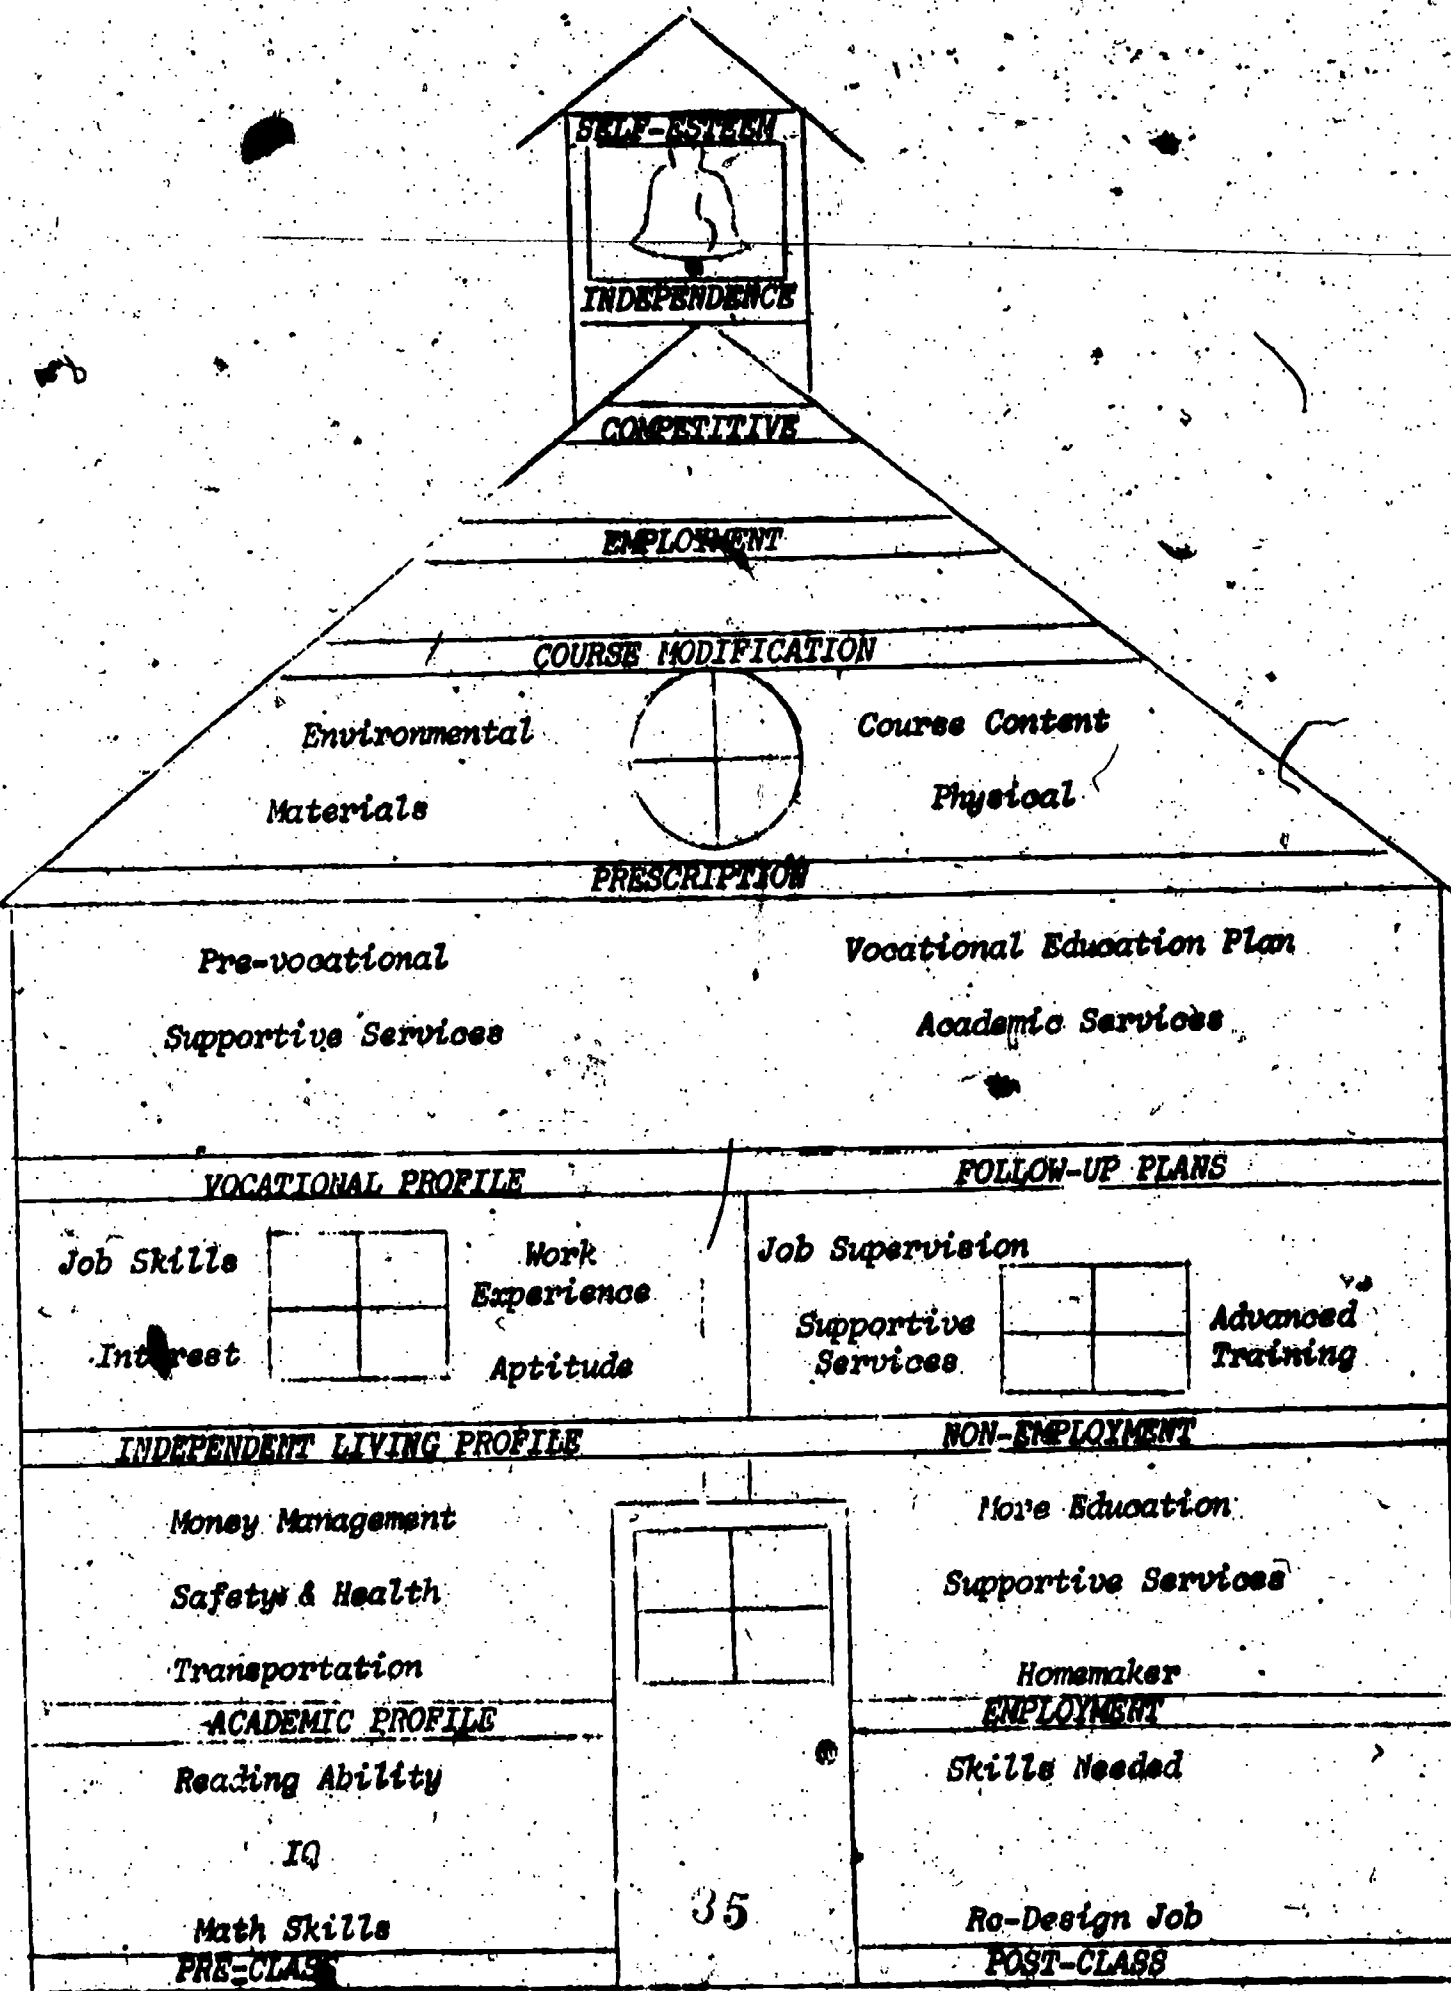 SELF-ESTEEM
INDEPENDENCE
COMPETITIVE
EMPLOYMENT
COURSE MODIFICATION
Environmental
Course Content
Materials
Physical
PRESCRIPTION
Pre-vocational
Vocational Education Plan
Supportive Services
Academic Services
VOCATIONAL PROFILE
FOLLOW-UP PLANS
Job Skills
Work
Experience
Interest
Aptitude
Job Supervision
Supportive
Services
Advanced
Training
INDEPENDENT LIVING PROFILE
NON-EMPLOYMENT
Money Management
More Education
Safety & Health
Supportive Services
Transportation
Homemaker
ACADEMIC PROFILE
EMPLOYMENT
Reading Ability
Skills Needed
IQ
Math Skills
Re-Design Job
PRE-CLASS
POST-CLASS
35